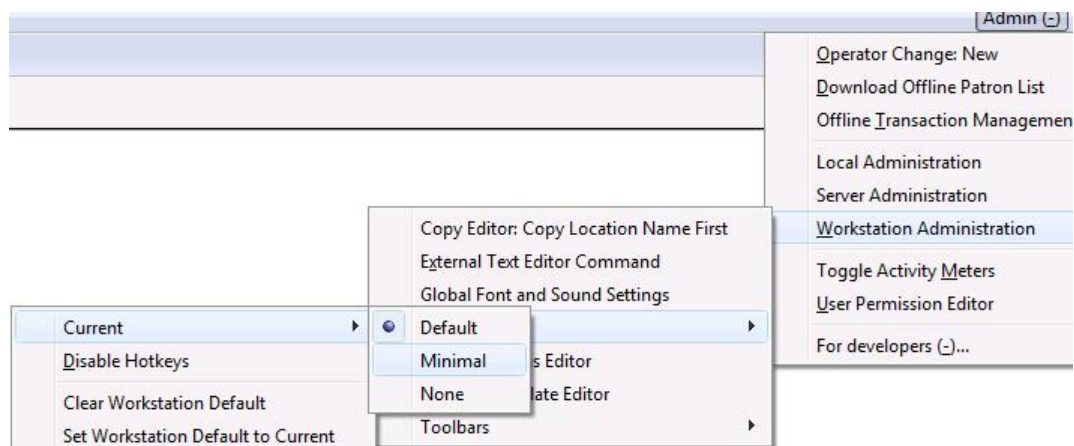 Admin (-)
Operator Change: New
Download Offline Patron List
Offline Transaction Managemen
Local Administration
Server Administration
Workstation Administration
Toggle Activity Meters
User Permission Editor
For developers (-)...
Copy Editor: Copy Location Name First
External Text Editor Command
Global Font and Sound Settings
s Editor
late Editor
Toolbars
Default
Minimal
None
Current
Disable Hotkeys
Clear Workstation Default
Set Workstation Default to Current